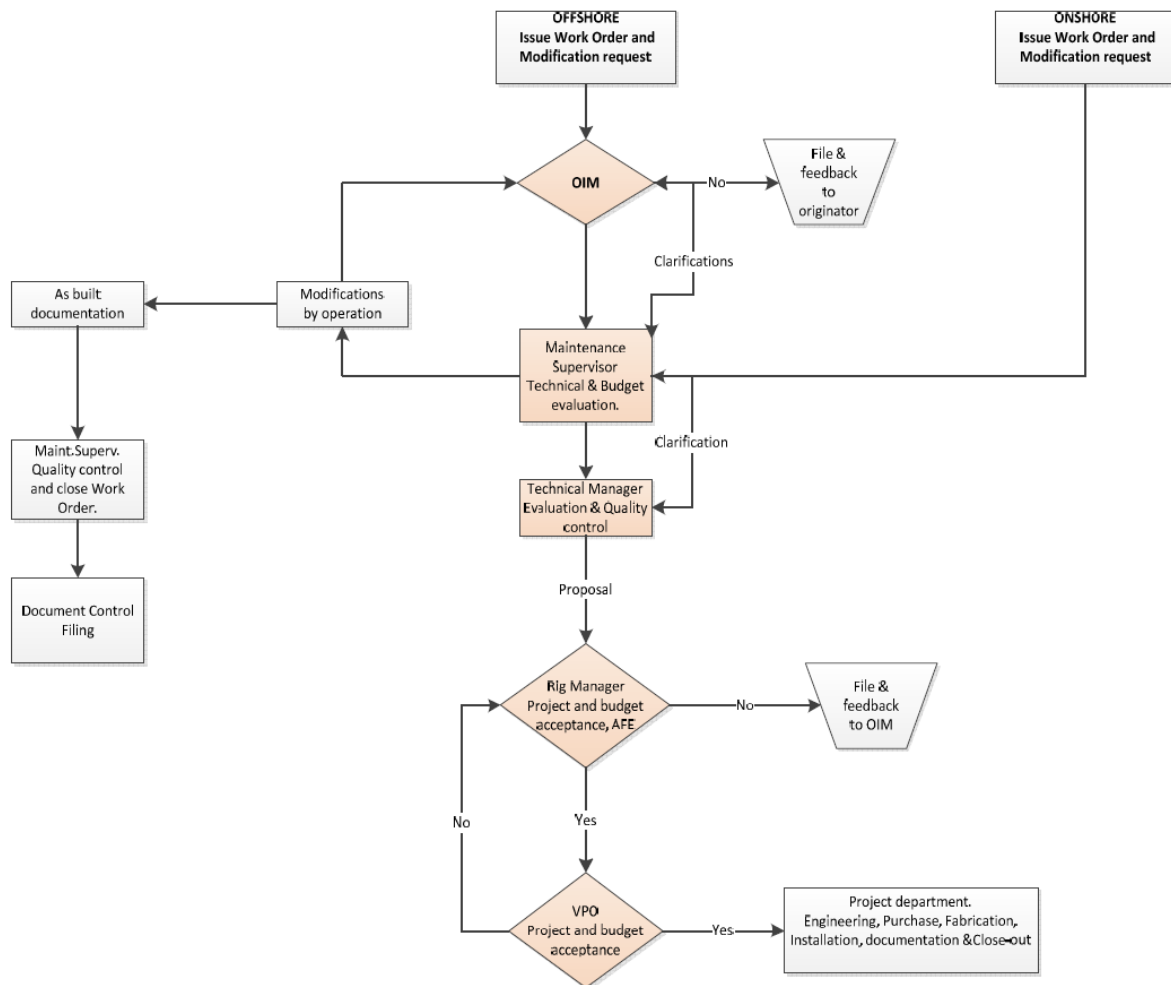 OFFSHORE
Issue Work Order and
Modification request
ONSHORE
Issue Work Order and
Modification request
OIM
No
File &
feedback
to
originator
Clarifications
As built
documentation
Modifications
by operation
Maintenance
Supervisor
Technical & Budget
evaluation.
Clarification
Maint.Superv.
Quality control
and close Work
Order.
Technical Manager
Evaluation & Quality
control
Document Control
Filing
Proposal
Rig Manager
Project and budget
acceptance, AFE
No
File &
feedback
to OIM
No
Yes
VPO
Project and budget
acceptance
Yes
Project department.
Engineering, Purchase, Fabrication,
Installation, documentation &Close-out